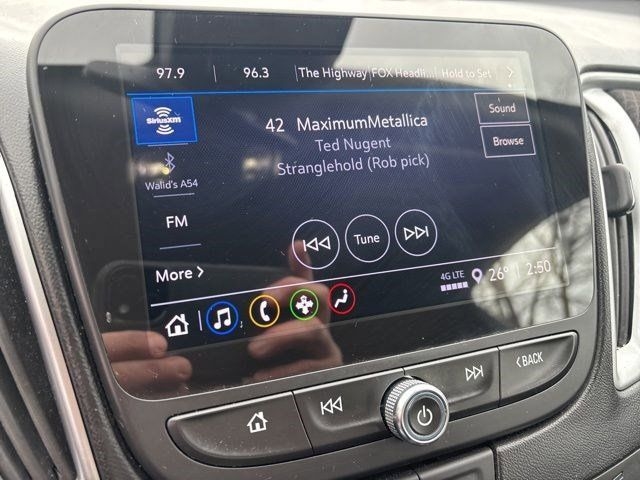 97.9 96.3 The Highway FOX Headli... Hold to Set
SiriusXM
42 MaximumMetallica
Ted Nugent
Stranglehold (Rob pick)
Sound
Browse
Walid's A54
FM
Tune
More >
4G LTE 26° 2:50
BACK